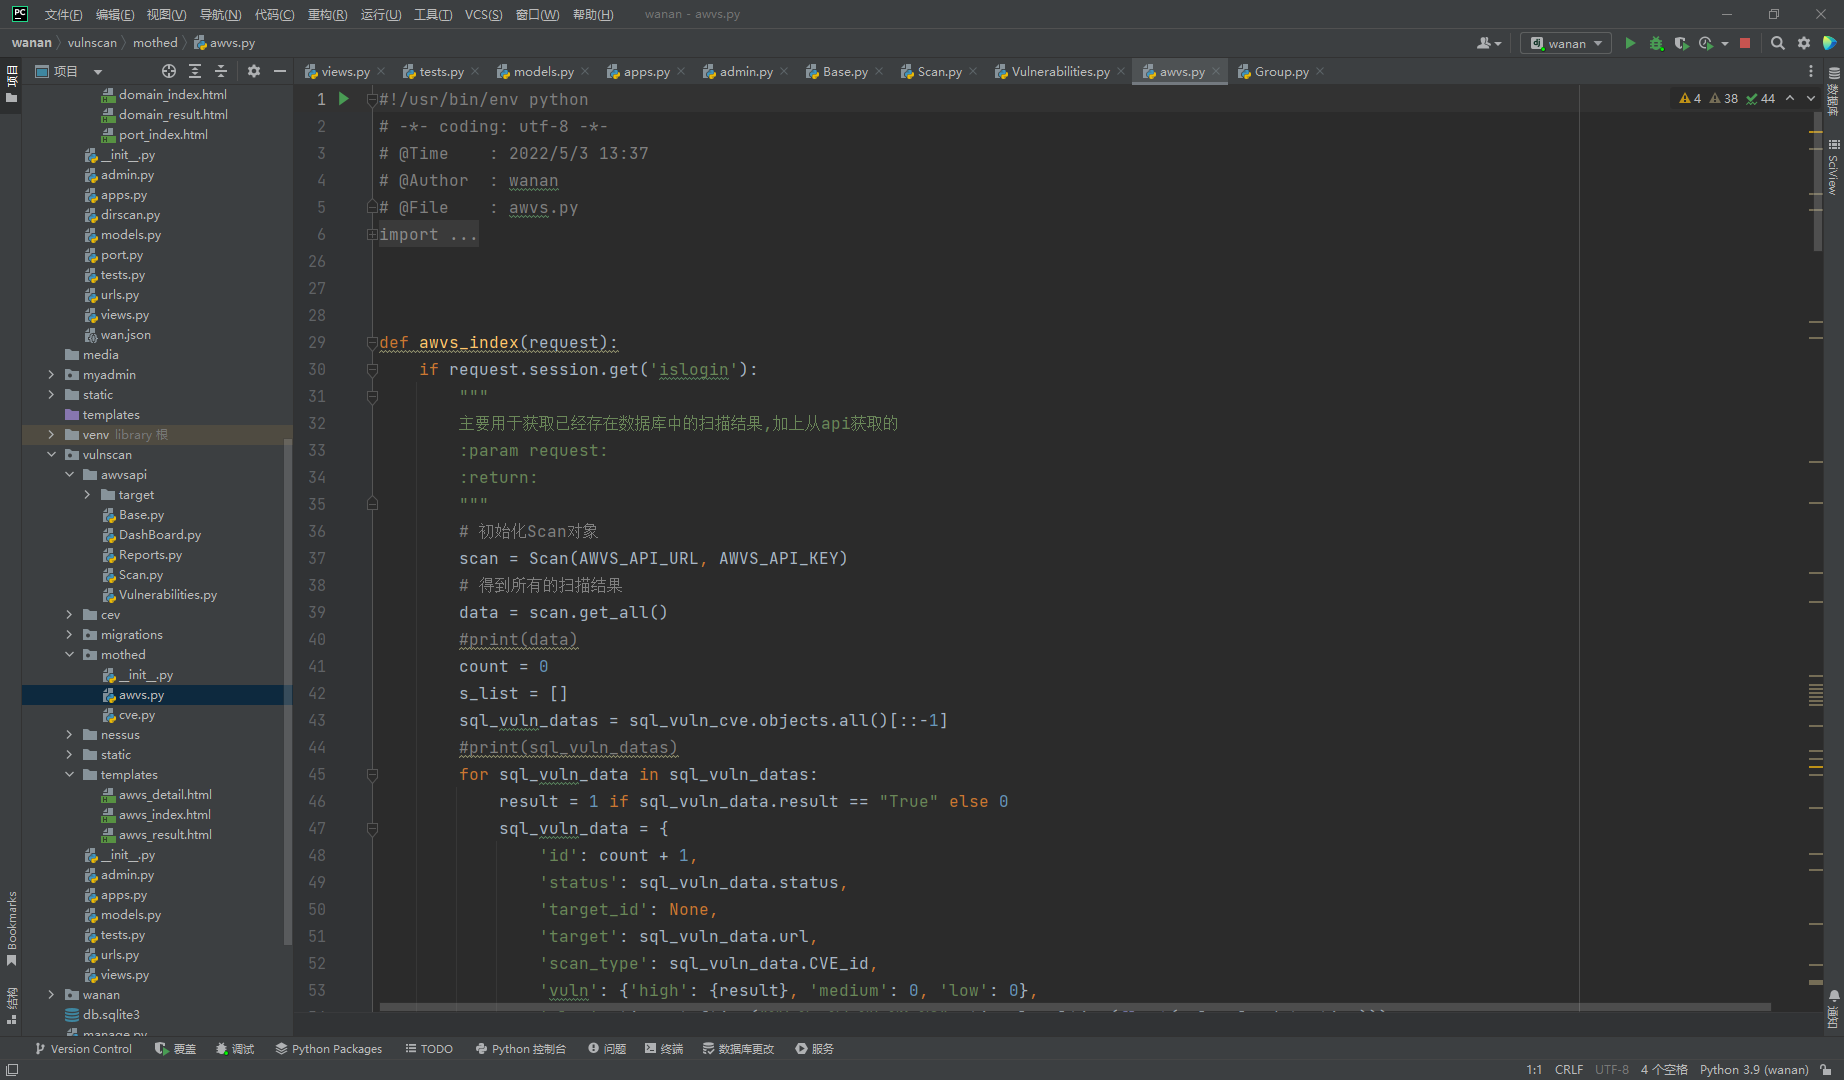 文件(F) 编辑(E) 视图(V) 导航(N) 代码(C) 重构(R) 运行(U) 工具(T) VCS(S) 窗口(W) 帮助(H) wanan - awvs.py
wanan vulnscan mothed awvs.py wanan
项目 views.py tests.py models.py apps.py admin.py Base.py Scan.py Vulnerabilities.py awvs.py Group.py
项目
domain_index.html
domain_result.html
port_index.html
__init__.py
admin.py
apps.py
dirscan.py
models.py
port.py
tests.py
urls.py
views.py
wan.json
media
myadmin
static
templates
venv library 根
vulnscan
awvsapi
target
Base.py
DashBoard.py
Reports.py
Scan.py
Vulnerabilities.py
cev
migrations
mothed
__init__.py
awvs.py
cve.py
nessus
static
templates
awvs_detail.html
awvs_index.html
awvs_result.html
__init__.py
admin.py
apps.py
models.py
tests.py
urls.py
views.py
wanan
db.sqlite3
manage.py
Bookmarks
结构
1 #!/usr/bin/env python
2 # -*- coding: utf-8 -*-
3 # @Time    : 2022/5/3 13:37
4 # @Author  : wanan
5 # @File    : awvs.py
6 import ...
26
27
28
29 def awvs_index(request):
30     if request.session.get('islogin'):
31         """
32         主要用于获取已经存在数据库中的扫描结果,加上从api获取的
33         :param request:
34         :return:
35         """
36         # 初始化Scan对象
37         scan = Scan(AWVS_API_URL, AWVS_API_KEY)
38         # 得到所有的扫描结果
39         data = scan.get_all()
40         #print(data)
41         count = 0
42         s_list = []
43         sql_vuln_datas = sql_vuln_cve.objects.all()[::-1]
44         #print(sql_vuln_datas)
45         for sql_vuln_data in sql_vuln_datas:
46             result = 1 if sql_vuln_data.result == "True" else 0
47             sql_vuln_data = {
48                 'id': count + 1,
49                 'status': sql_vuln_data.status,
50                 'target_id': None,
51                 'target': sql_vuln_data.url,
52                 'scan_type': sql_vuln_data.CVE_id,
53                 'vuln': {'high': {result}, 'medium': 0, 'low': 0},
4 38 44
数据库
SciView
通知
Version Control 覆盖 调试 Python Packages TODO Python 控制台 问题 终端 数据库更改 服务
1:1 CRLF UTF-8 4 个空格 Python 3.9 (wanan)